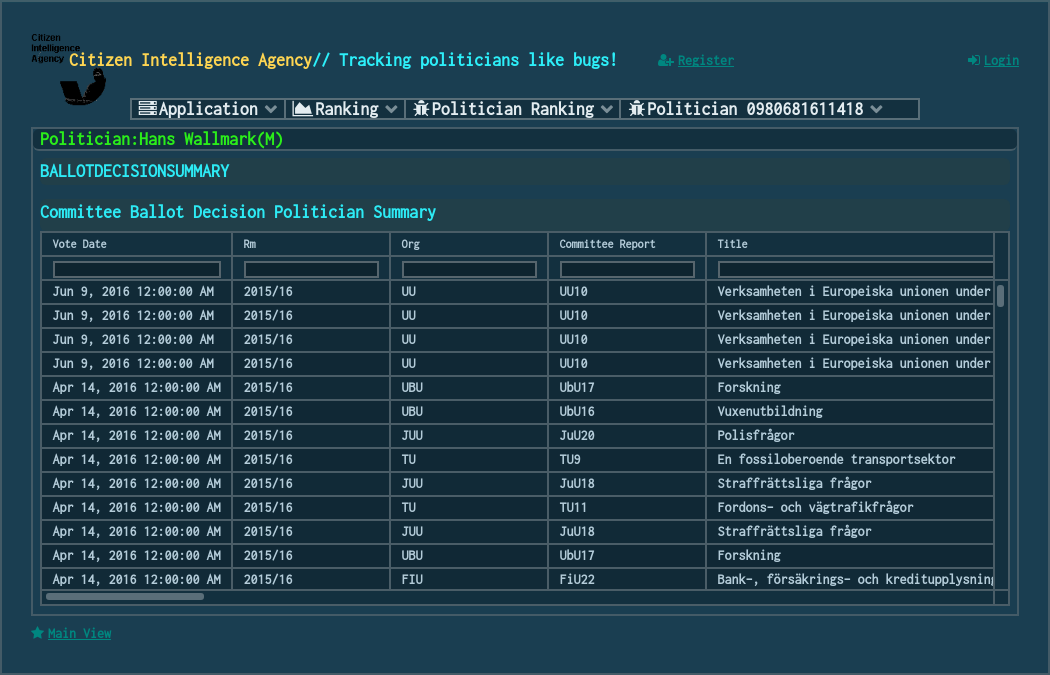 Citizen
Intelligence
Agency
Citizen Intelligence Agency// Tracking politicians like bugs!
Register
Login
Application
Ranking
Politician Ranking
Politician 0980681611418
Politician:Hans Wallmark(M)
BALLOTDECISIONSUMMARY
Committee Ballot Decision Politician Summary
Vote Date Rm Org Committee Report Title
Jun 9, 2016 12:00:00 AM 2015/16 UU UU10 Verksamheten i Europeiska unionen under
Jun 9, 2016 12:00:00 AM 2015/16 UU UU10 Verksamheten i Europeiska unionen under
Jun 9, 2016 12:00:00 AM 2015/16 UU UU10 Verksamheten i Europeiska unionen under
Jun 9, 2016 12:00:00 AM 2015/16 UU UU10 Verksamheten i Europeiska unionen under
Apr 14, 2016 12:00:00 AM 2015/16 UBU UbU17 Forskning
Apr 14, 2016 12:00:00 AM 2015/16 UBU UbU16 Vuxenutbildning
Apr 14, 2016 12:00:00 AM 2015/16 JUU JuU20 Polisfrågor
Apr 14, 2016 12:00:00 AM 2015/16 TU TU9 En fossiloberoende transportsektor
Apr 14, 2016 12:00:00 AM 2015/16 JUU JuU18 Straffrättsliga frågor
Apr 14, 2016 12:00:00 AM 2015/16 TU TU11 Fordons- och vägtrafikfrågor
Apr 14, 2016 12:00:00 AM 2015/16 JUU JuU18 Straffrättsliga frågor
Apr 14, 2016 12:00:00 AM 2015/16 UBU UbU17 Forskning
Apr 14, 2016 12:00:00 AM 2015/16 FIU FiU22 Bank-, försäkrings- och kreditupplysning
Main View